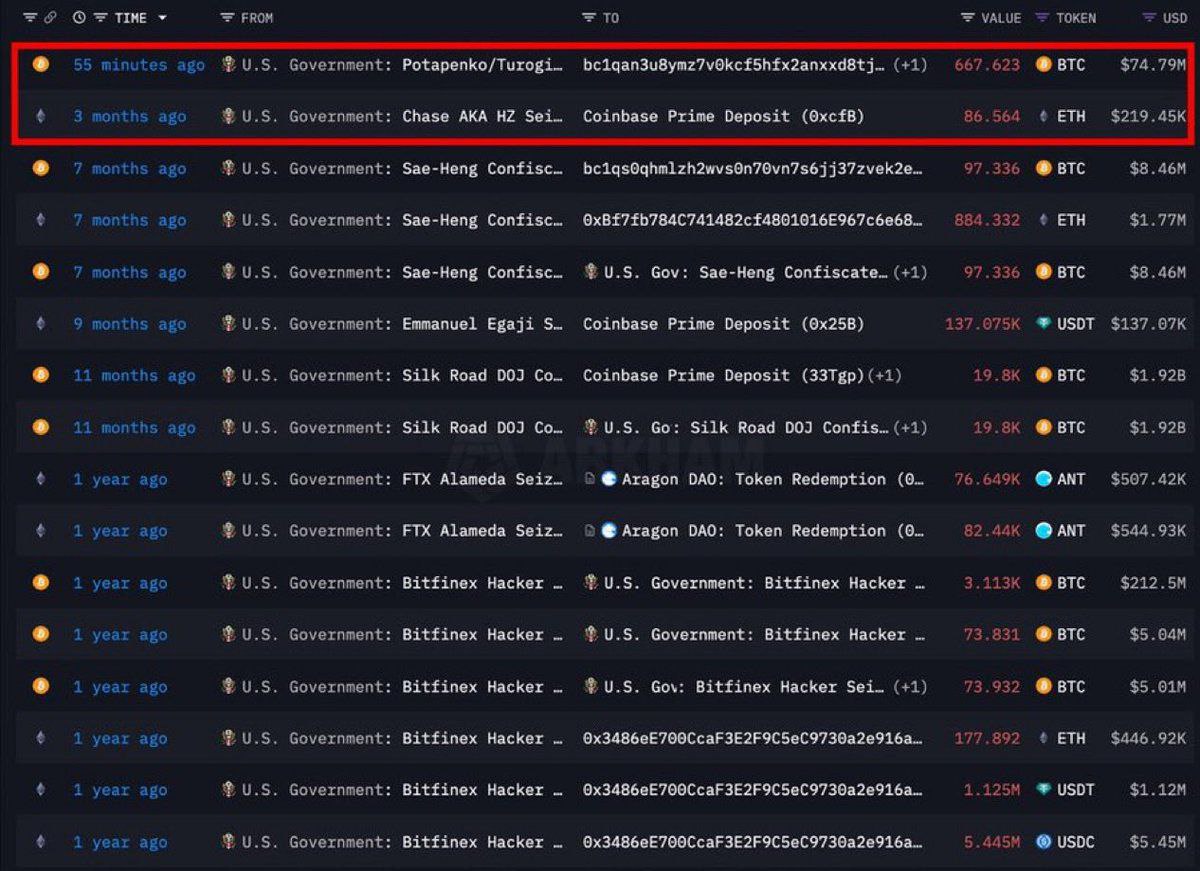 TIME FROM TO VALUE TOKEN USD
55 minutes ago U.S. Government: Potapenko/Turogi… bc1qan3u8ymz7v0kcf5hfx2anxxd8tj… (+1) 667.623 BTC $74.79M
3 months ago U.S. Government: Chase AKA HZ Sei… Coinbase Prime Deposit (0xcfB) 86.564 ETH $219.45K
7 months ago U.S. Government: Sae-Heng Confisc… bc1qs0qhmlzh2wvs0n70vn7s6jj37zvek2e… 97.336 BTC $8.46M
7 months ago U.S. Government: Sae-Heng Confisc… 0xBf7fb784C741482cf4801016E967c6e68… 884.332 ETH $1.77M
7 months ago U.S. Government: Sae-Heng Confisc… U.S. Gov: Sae-Heng Confiscate… (+1) 97.336 BTC $8.46M
9 months ago U.S. Government: Emmanuel Egaji S… Coinbase Prime Deposit (0x25B) 137.075K USDT $137.07K
11 months ago U.S. Government: Silk Road DOJ Co… Coinbase Prime Deposit (33Tgp) (+1) 19.8K BTC $1.92B
11 months ago U.S. Government: Silk Road DOJ Co… U.S. Go: Silk Road DOJ Confis… (+1) 19.8K BTC $1.92B
ARKHAM
1 year ago U.S. Government: FTX Alameda Seiz… Aragon DAO: Token Redemption (0… 76.649K ANT $507.42K
1 year ago U.S. Government: FTX Alameda Seiz… Aragon DAO: Token Redemption (0… 82.44K ANT $544.93K
1 year ago U.S. Government: Bitfinex Hacker … U.S. Government: Bitfinex Hacker … 3.113K BTC $212.5M
1 year ago U.S. Government: Bitfinex Hacker … U.S. Government: Bitfinex Hacker … 73.831 BTC $5.04M
1 year ago U.S. Government: Bitfinex Hacker … U.S. Gov: Bitfinex Hacker Sei… (+1) 73.932 BTC $5.01M
1 year ago U.S. Government: Bitfinex Hacker … 0x3486eE700CcaF3E2F9C5eC9730a2e916a… 177.892 ETH $446.92K
1 year ago U.S. Government: Bitfinex Hacker … 0x3486eE700CcaF3E2F9C5eC9730a2e916a… 1.125M USDT $1.12M
1 year ago U.S. Government: Bitfinex Hacker … 0x3486eE700CcaF3E2F9C5eC9730a2e916a… 5.445M USDC $5.45M